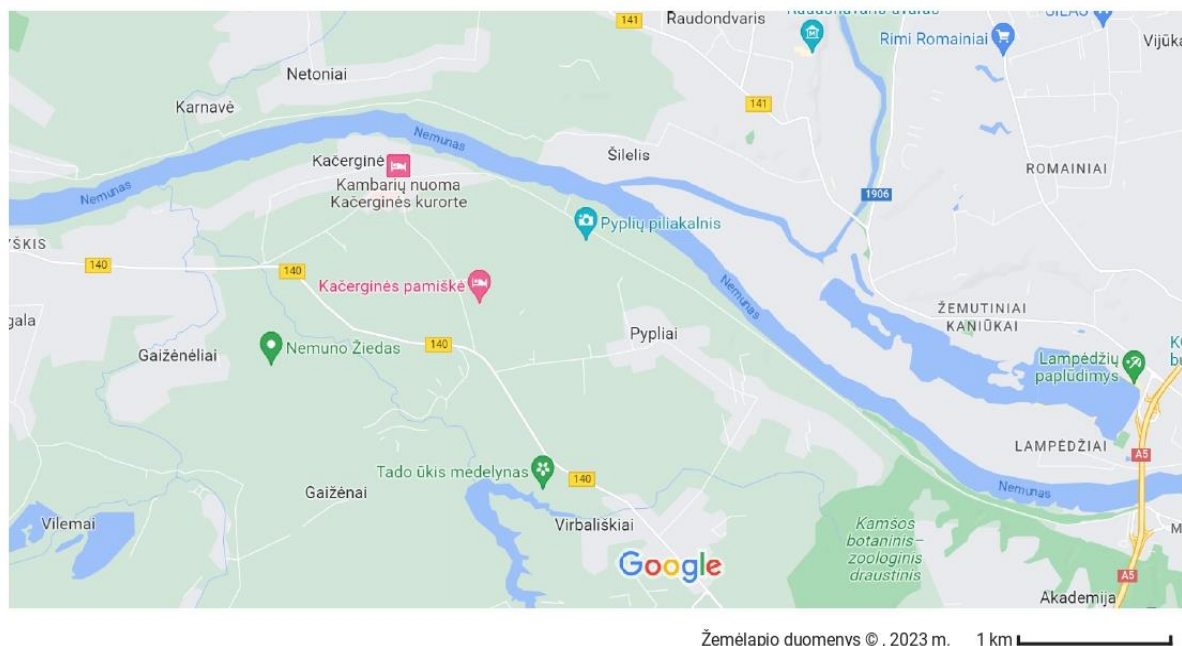 141
Raudondvaris
Rimi Romainiai
Netoniai
141
Karnavė
Nemunas
Šilelis
ROMAINIAI
Kačerginė
Kambarių nuoma
Kačerginės kurorte
1906
Nemunas
Pyplių piliakalnis
140
140
Kačerginės pamiškė
Nemunas
ŽEMUTINIAI
KANIŪKAI
Pypliai
140
Nemuno Žiedas
Gaižėnėliai
Lampėdžių
paplūdimys
LAMPĖDŽIAI
A5
Tado ūkis medelynas
140
Gaižėnai
Nemunas
Vilemai
Virbališkiai
Kamšos
botaninis–
zoologinis
draustinis
Google
A5
Akademija
Žemėlapio duomenys © , 2023 m. 1 km